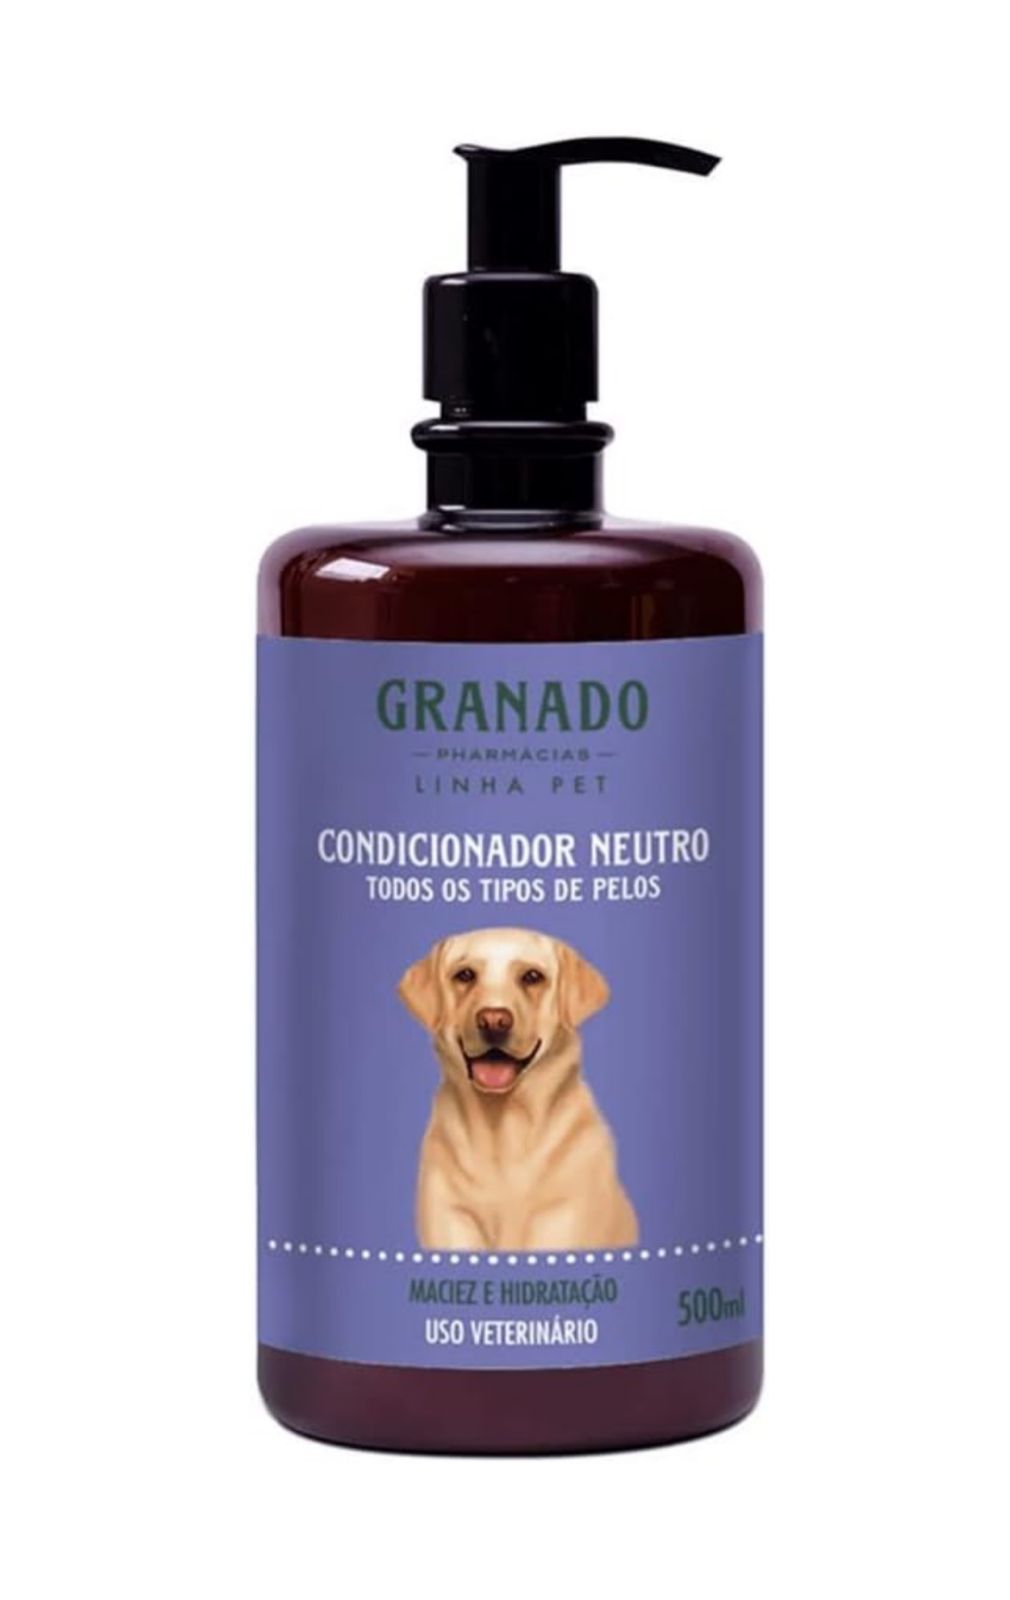 GRANADO
PHARMÁCIAS
LINHA PET
CONDICIONADOR NEUTRO
TODOS OS TIPOS DE PELOS
MACIEZ E HIDRATAÇÃO
USO VETERINÁRIO
500ml